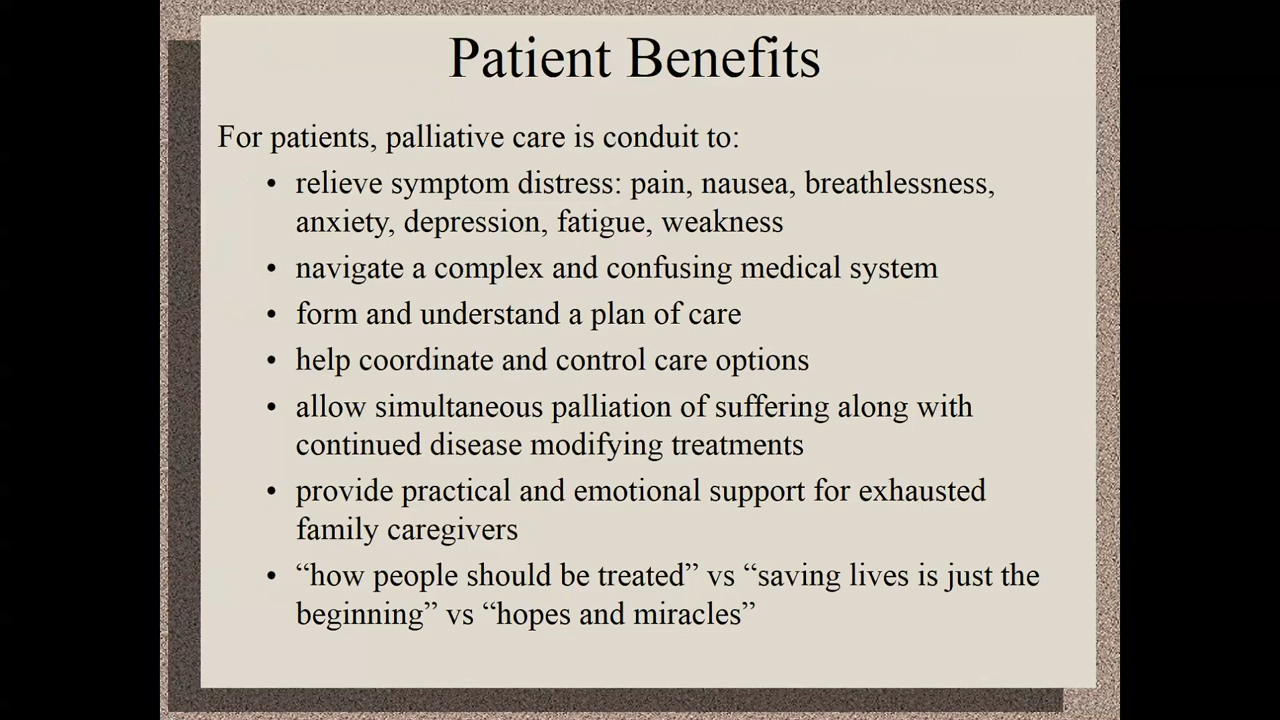 Patient Benefits
For patients, palliative care is conduit to:
• relieve symptom distress: pain, nausea, breathlessness,
anxiety, depression, fatigue, weakness
• navigate a complex and confusing medical system
• form and understand a plan of care
• help coordinate and control care options
• allow simultaneous palliation of suffering along with
continued disease modifying treatments
• provide practical and emotional support for exhausted
family caregivers
• “how people should be treated” vs “saving lives is just the
beginning” vs “hopes and miracles”